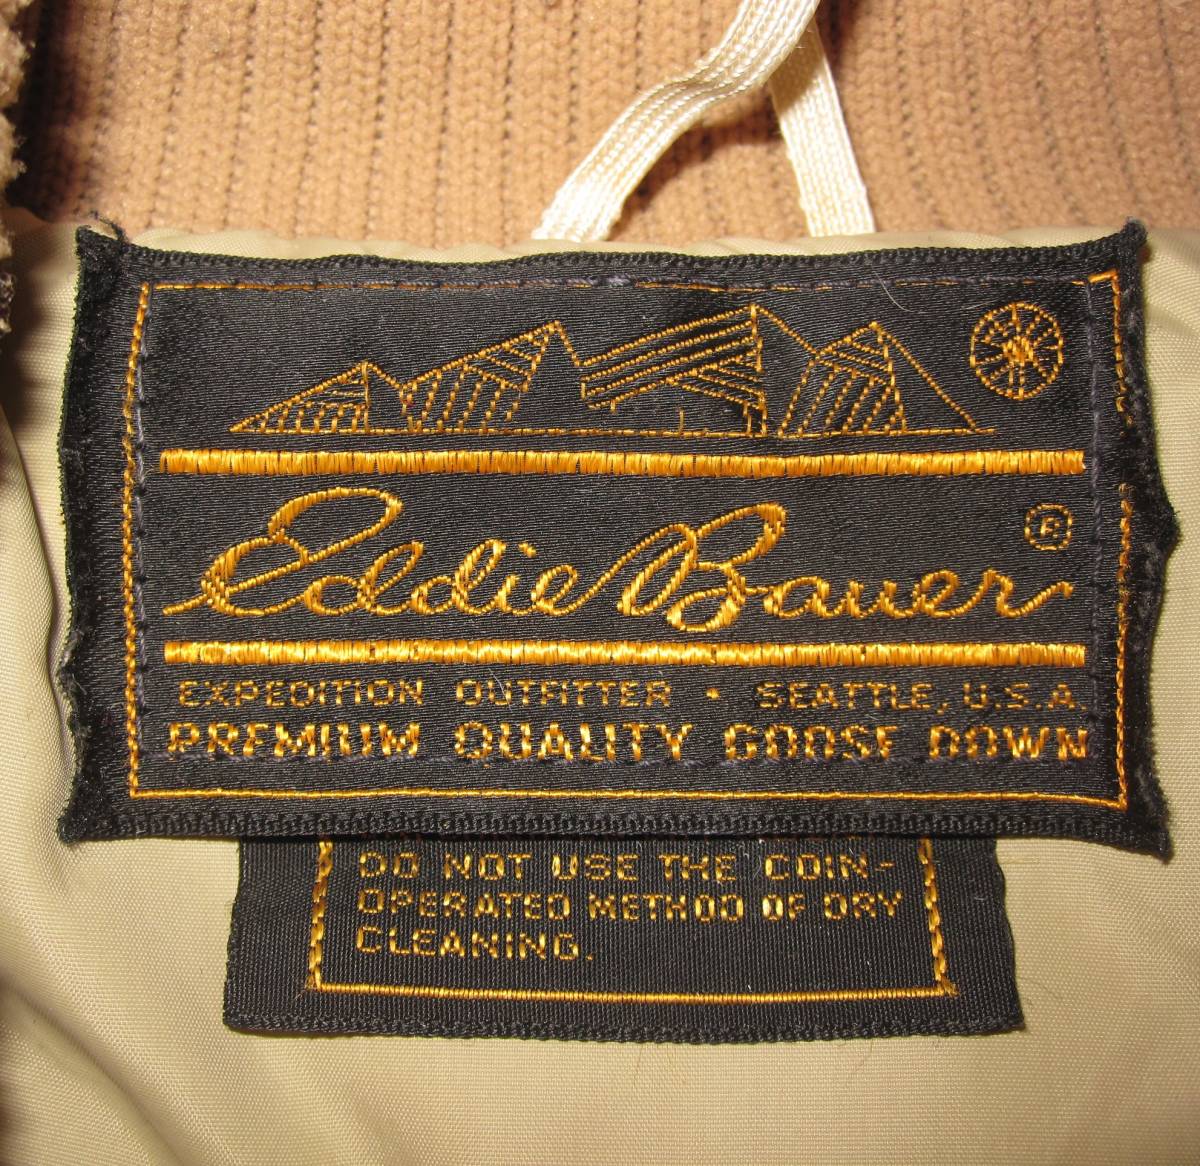 Eddie Bauer ®
EXPEDITION OUTFITTER • SEATTLE, U.S.A.
PREMIUM QUALITY GOOSE DOWN
DO NOT USE THE COIN-
OPERATED METHOD OF DRY
CLEANING.